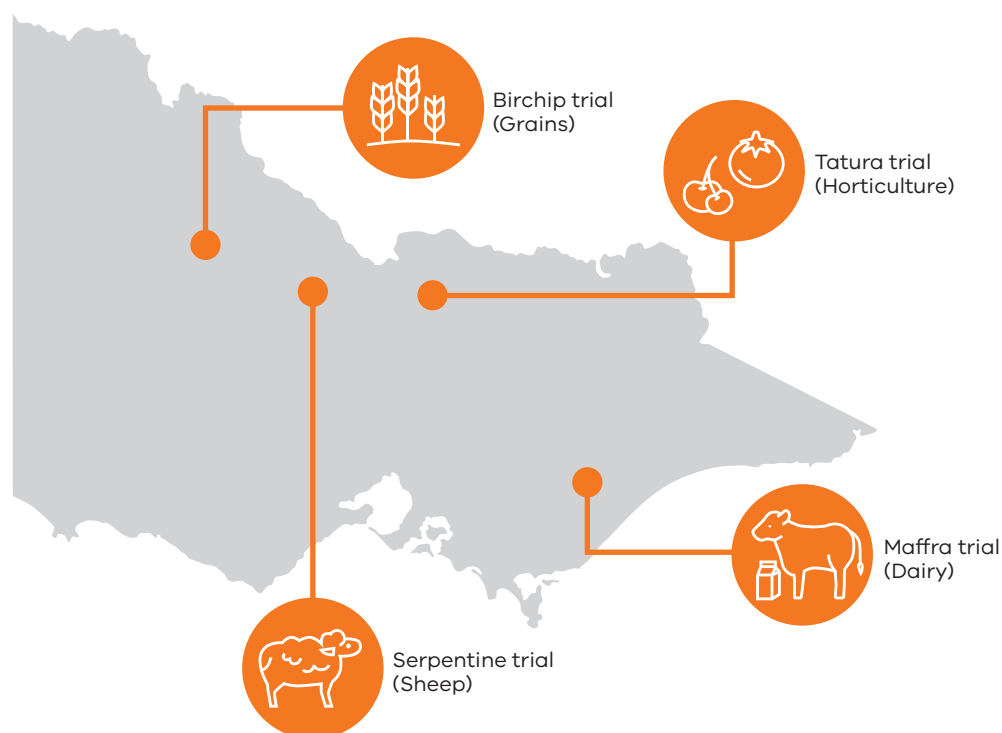 Birchip trial
(Grains)
Tatura trial
(Horticulture)
Maffra trial
(Dairy)
Serpentine trial
(Sheep)